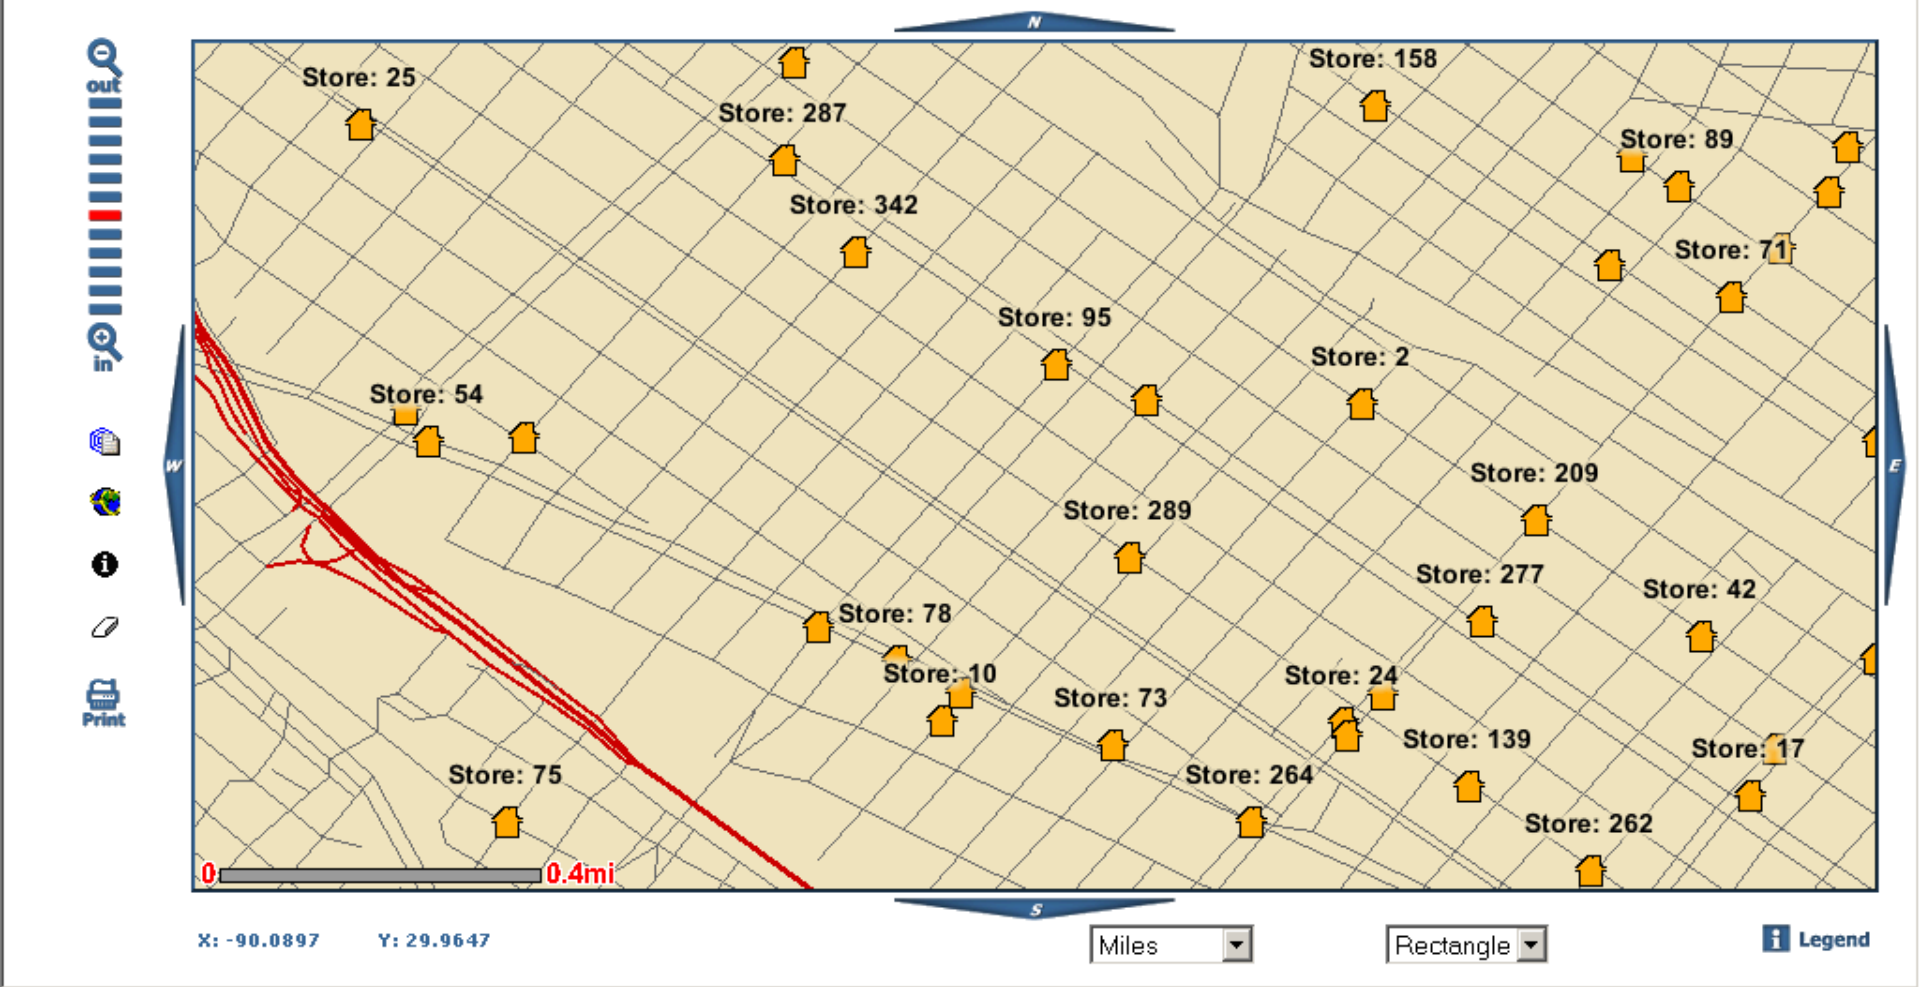 N
out
Store: 25
Store: 158
Store: 287
Store: 89
Store: 342
Store: 71
Store: 95
in
Store: 2
Store: 54
W
E
Store: 209
Store: 289
Store: 277
Store: 42
Store: 78
Store: 10
Store: 24
Store: 73
Print
Store: 139
Store: 17
Store: 75
Store: 264
Store: 262
0 0.4mi
S
X: -90.0897 Y: 29.9647
Miles
Rectangle
Legend